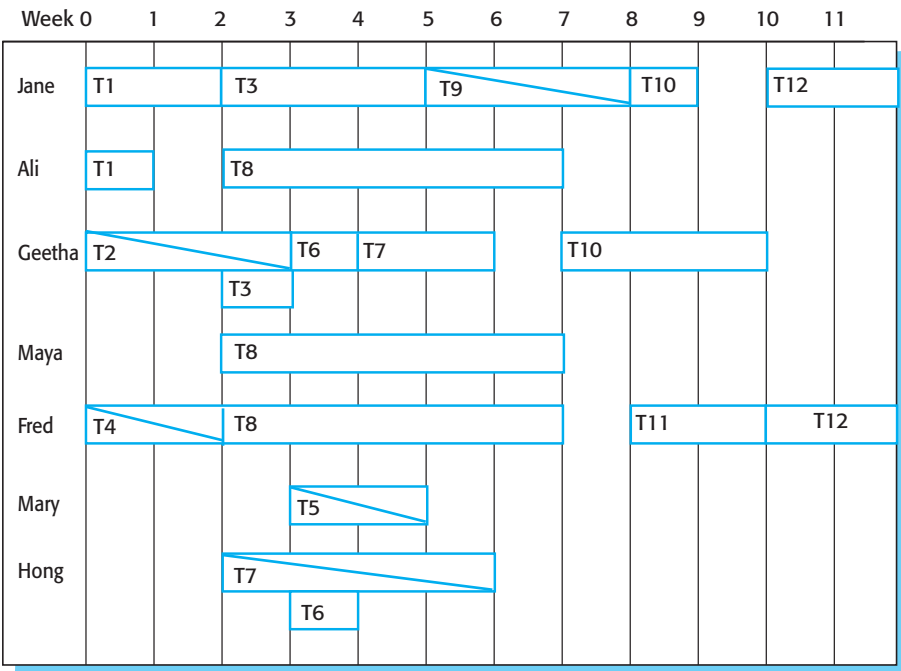 Week 0 1 2 3 4 5 6 7 8 9 10 11
Jane T1 T3 T9 T10 T12
Ali T1 T8
Geetha T2 T6 T7 T10
T3
Maya T8
Fred T4 T8 T11 T12
Mary T5
Hong T7
T6